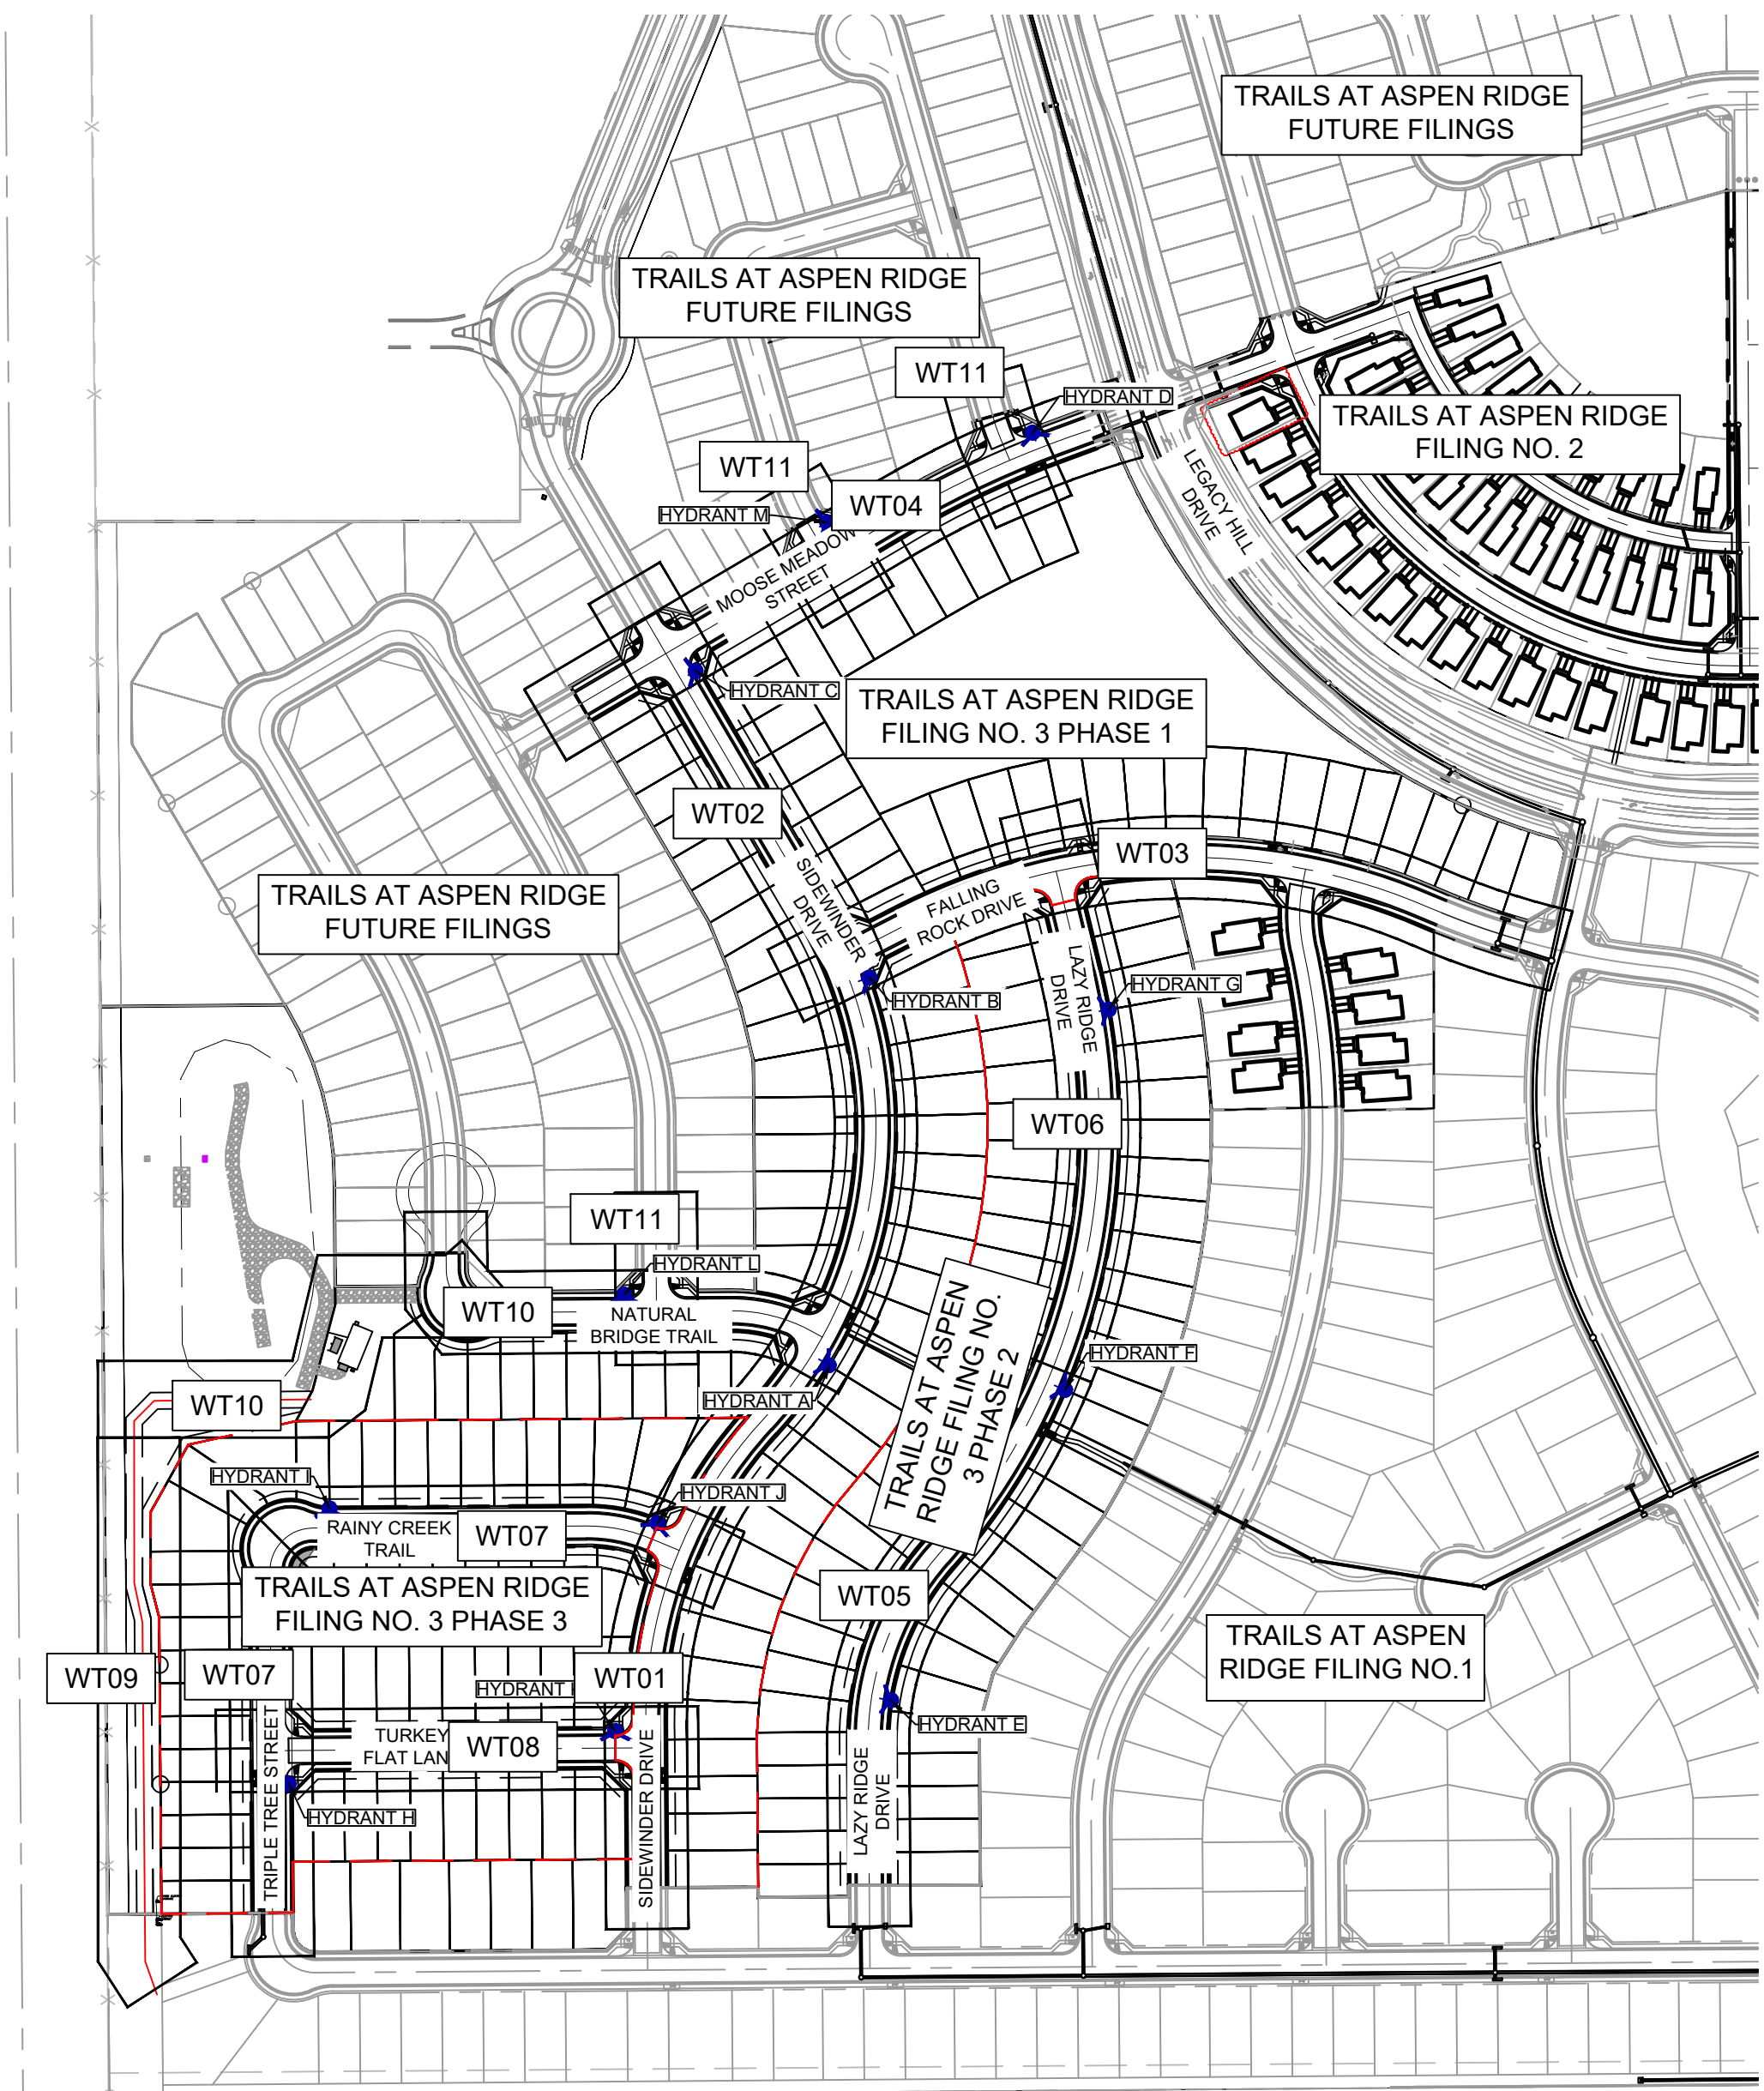 TRAILS AT ASPEN RIDGE
FUTURE FILINGS
TRAILS AT ASPEN RIDGE
FUTURE FILINGS
WT11
HYDRANT D
TRAILS AT ASPEN RIDGE
FILING NO. 2
WT11
WT04
HYDRANT M
LEGACY HILL
DRIVE
MOOSE MEADOW
STREET
HYDRANT C
TRAILS AT ASPEN RIDGE
FILING NO. 3 PHASE 1
WT02
WT03
SIDEWINDER
DRIVE
FALLING
ROCK DRIVE
TRAILS AT ASPEN RIDGE
FUTURE FILINGS
LAZY RIDGE
DRIVE
HYDRANT G
HYDRANT B
WT06
WT11
HYDRANT L
WT10
NATURAL
BRIDGE TRAIL
TRAILS AT ASPEN
RIDGE FILING NO.
3 PHASE 2
HYDRANT F
WT10
HYDRANT A
HYDRANT I
HYDRANT J
RAINY CREEK
TRAIL
WT07
TRAILS AT ASPEN RIDGE
FILING NO. 3 PHASE 3
WT05
TRAILS AT ASPEN
RIDGE FILING NO.1
WT09
WT07
HYDRANT
WT01
HYDRANT E
TURKEY
FLAT LAN
WT08
HYDRANT H
TRIPLE TREE STREET
SIDEWINDER DRIVE
LAZY RIDGE
DRIVE